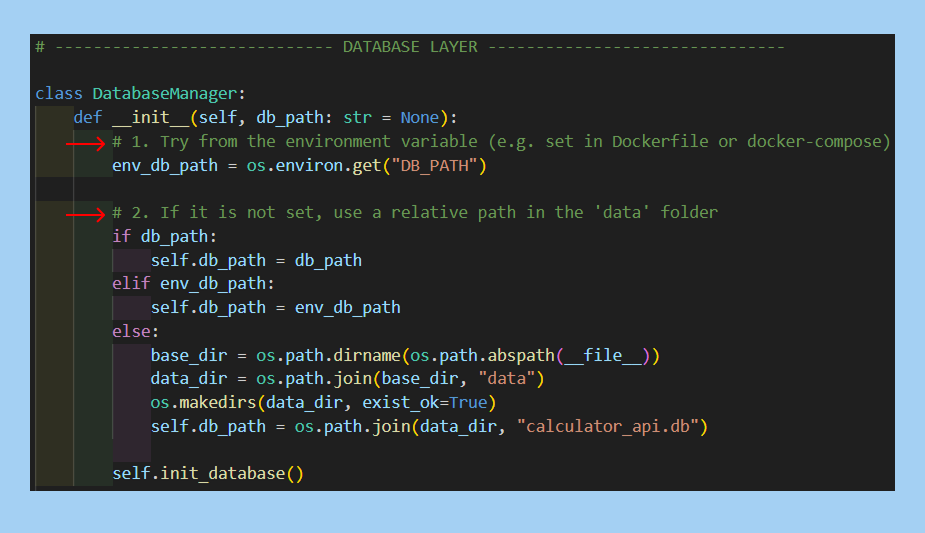 # ----------------------------- DATABASE LAYER -------------------------------
class DatabaseManager:
    def __init__(self, db_path: str = None):
        # 1. Try from the environment variable (e.g. set in Dockerfile or docker-compose)
        env_db_path = os.environ.get("DB_PATH")
        # 2. If it is not set, use a relative path in the 'data' folder
        if db_path:
            self.db_path = db_path
        elif env_db_path:
            self.db_path = env_db_path
        else:
            base_dir = os.path.dirname(os.path.abspath(__file__))
            data_dir = os.path.join(base_dir, "data")
            os.makedirs(data_dir, exist_ok=True)
            self.db_path = os.path.join(data_dir, "calculator_api.db")
        self.init_database()